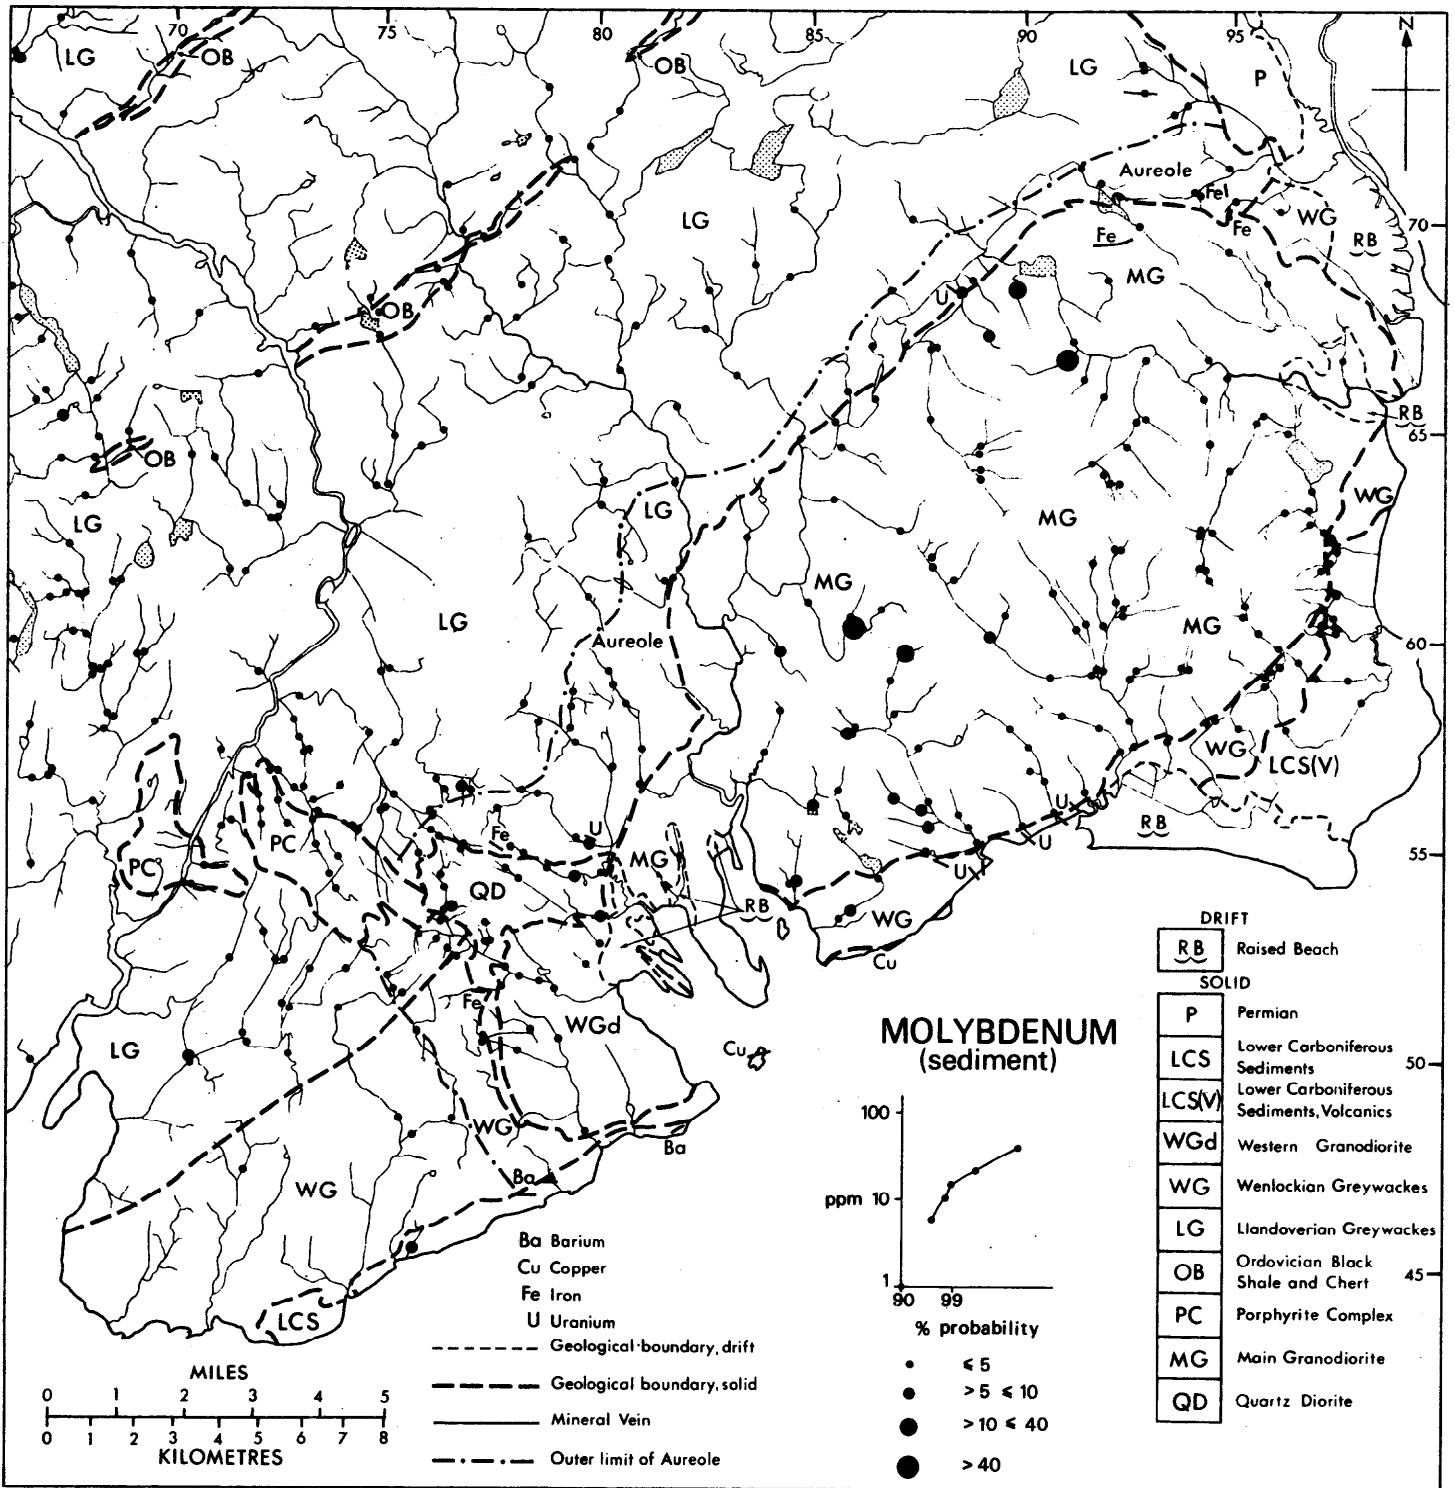 70 75 80 85 90 95 N
LG OB OB LG P
Aureole
Fe
LG WG 70
Fe Fe RB
MG
U
OB
RB
65
OB
LG WG
LG MG
MG
LG MG
Aureole 60
WG
LCS(V)
U
PC Fe U RB
PC MG U 55
QD U
RB WG
Cu
Fe
WGd
LG
Cu 50
WG
Ba
Ba
WG
45
LCS
MOLYBDENUM
(sediment)
100
ppm 10
1
90 99
% probability
≤ 5
>5 ≤ 10
>10 ≤ 40
>40
DRIFT
RB Raised Beach
SOLID
P Permian
LCS Lower Carboniferous
Sediments
LCS(V) Lower Carboniferous
Sediments, Volcanics
WGd Western Granodiorite
WG Wenlockian Greywackes
LG Llandoverian Greywackes
OB Ordovician Black
Shale and Chert
PC Porphyrite Complex
MG Main Granodiorite
QD Quartz Diorite
Ba Barium
Cu Copper
Fe Iron
U Uranium
Geological boundary, drift
Geological boundary, solid
Mineral Vein
Outer limit of Aureole
MILES
0 1 2 3 4 5
0 1 2 3 4 5 6 7 8
KILOMETRES